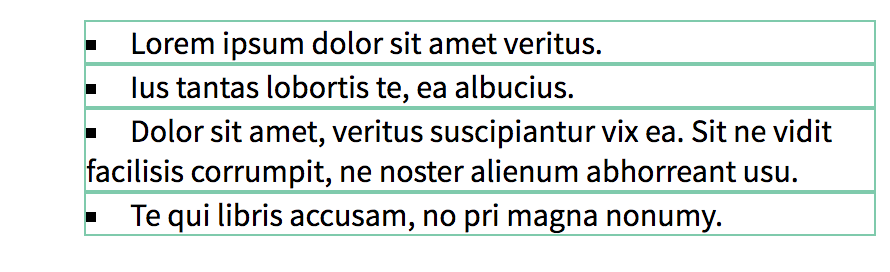 ▪ Lorem ipsum dolor sit amet veritus.
▪ Ius tantas lobortis te, ea albucius.
▪ Dolor sit amet, veritus suscipiantur vix ea. Sit ne vidit
facilisis corrumpit, ne noster alienum abhorreant usu.
▪ Te qui libris accusam, no pri magna nonumy.